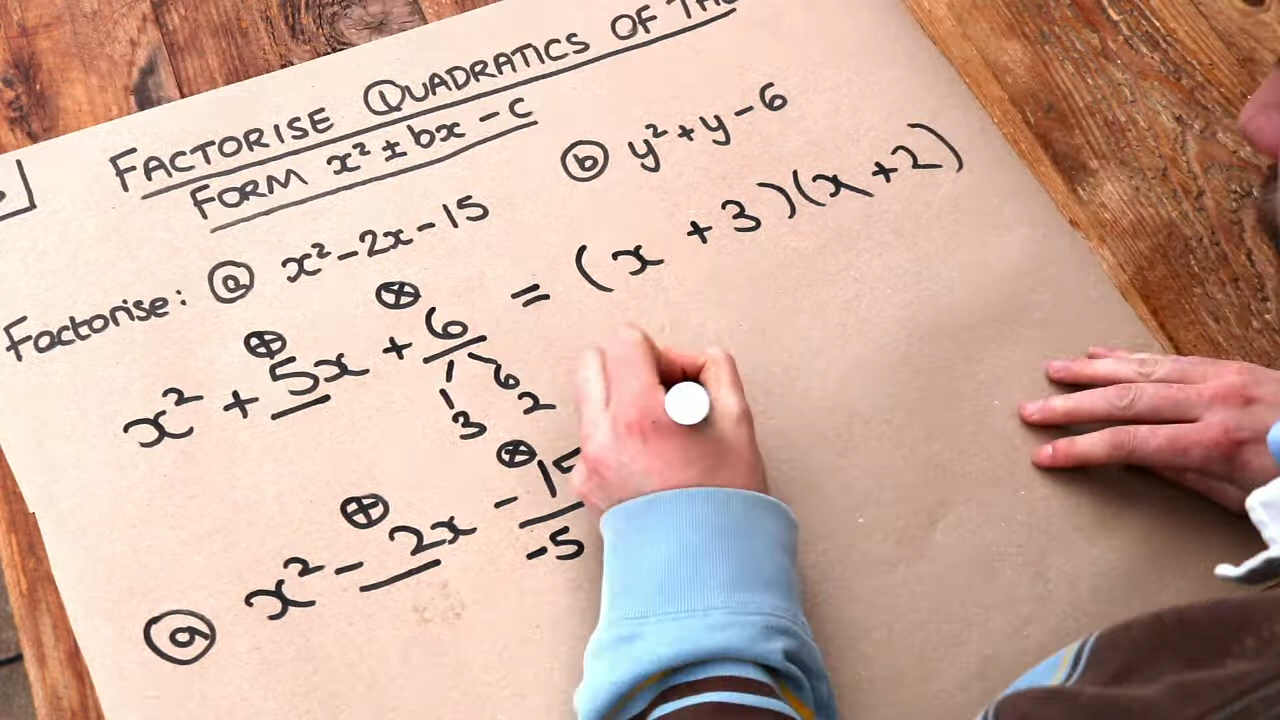 FACTORISE QUADRATICS OF THE
FORM x² ± bx - c
Factorise: ⓐ x² - 2x - 15 ⓑ y² + y - 6
x² + 5x + 6 = (x + 3)(x + 2)
⊕ ⊗
1 6
3 2
ⓐ x² - 2x - 15
⊕ ⊗
-5